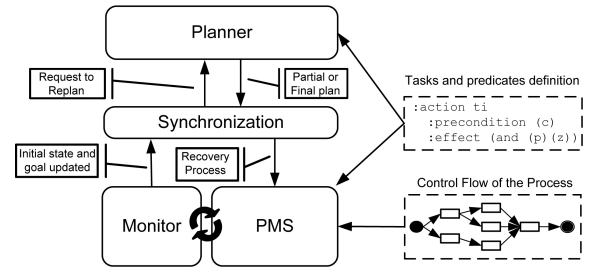 Planner
Request to
Replan
Partial or
Final plan
Tasks and predicates definition
:action ti
:precondition (c)
:effect (and (p)(z))
Synchronization
Initial state and
goal updated
Recovery
Process
Control Flow of the Process
Monitor
PMS